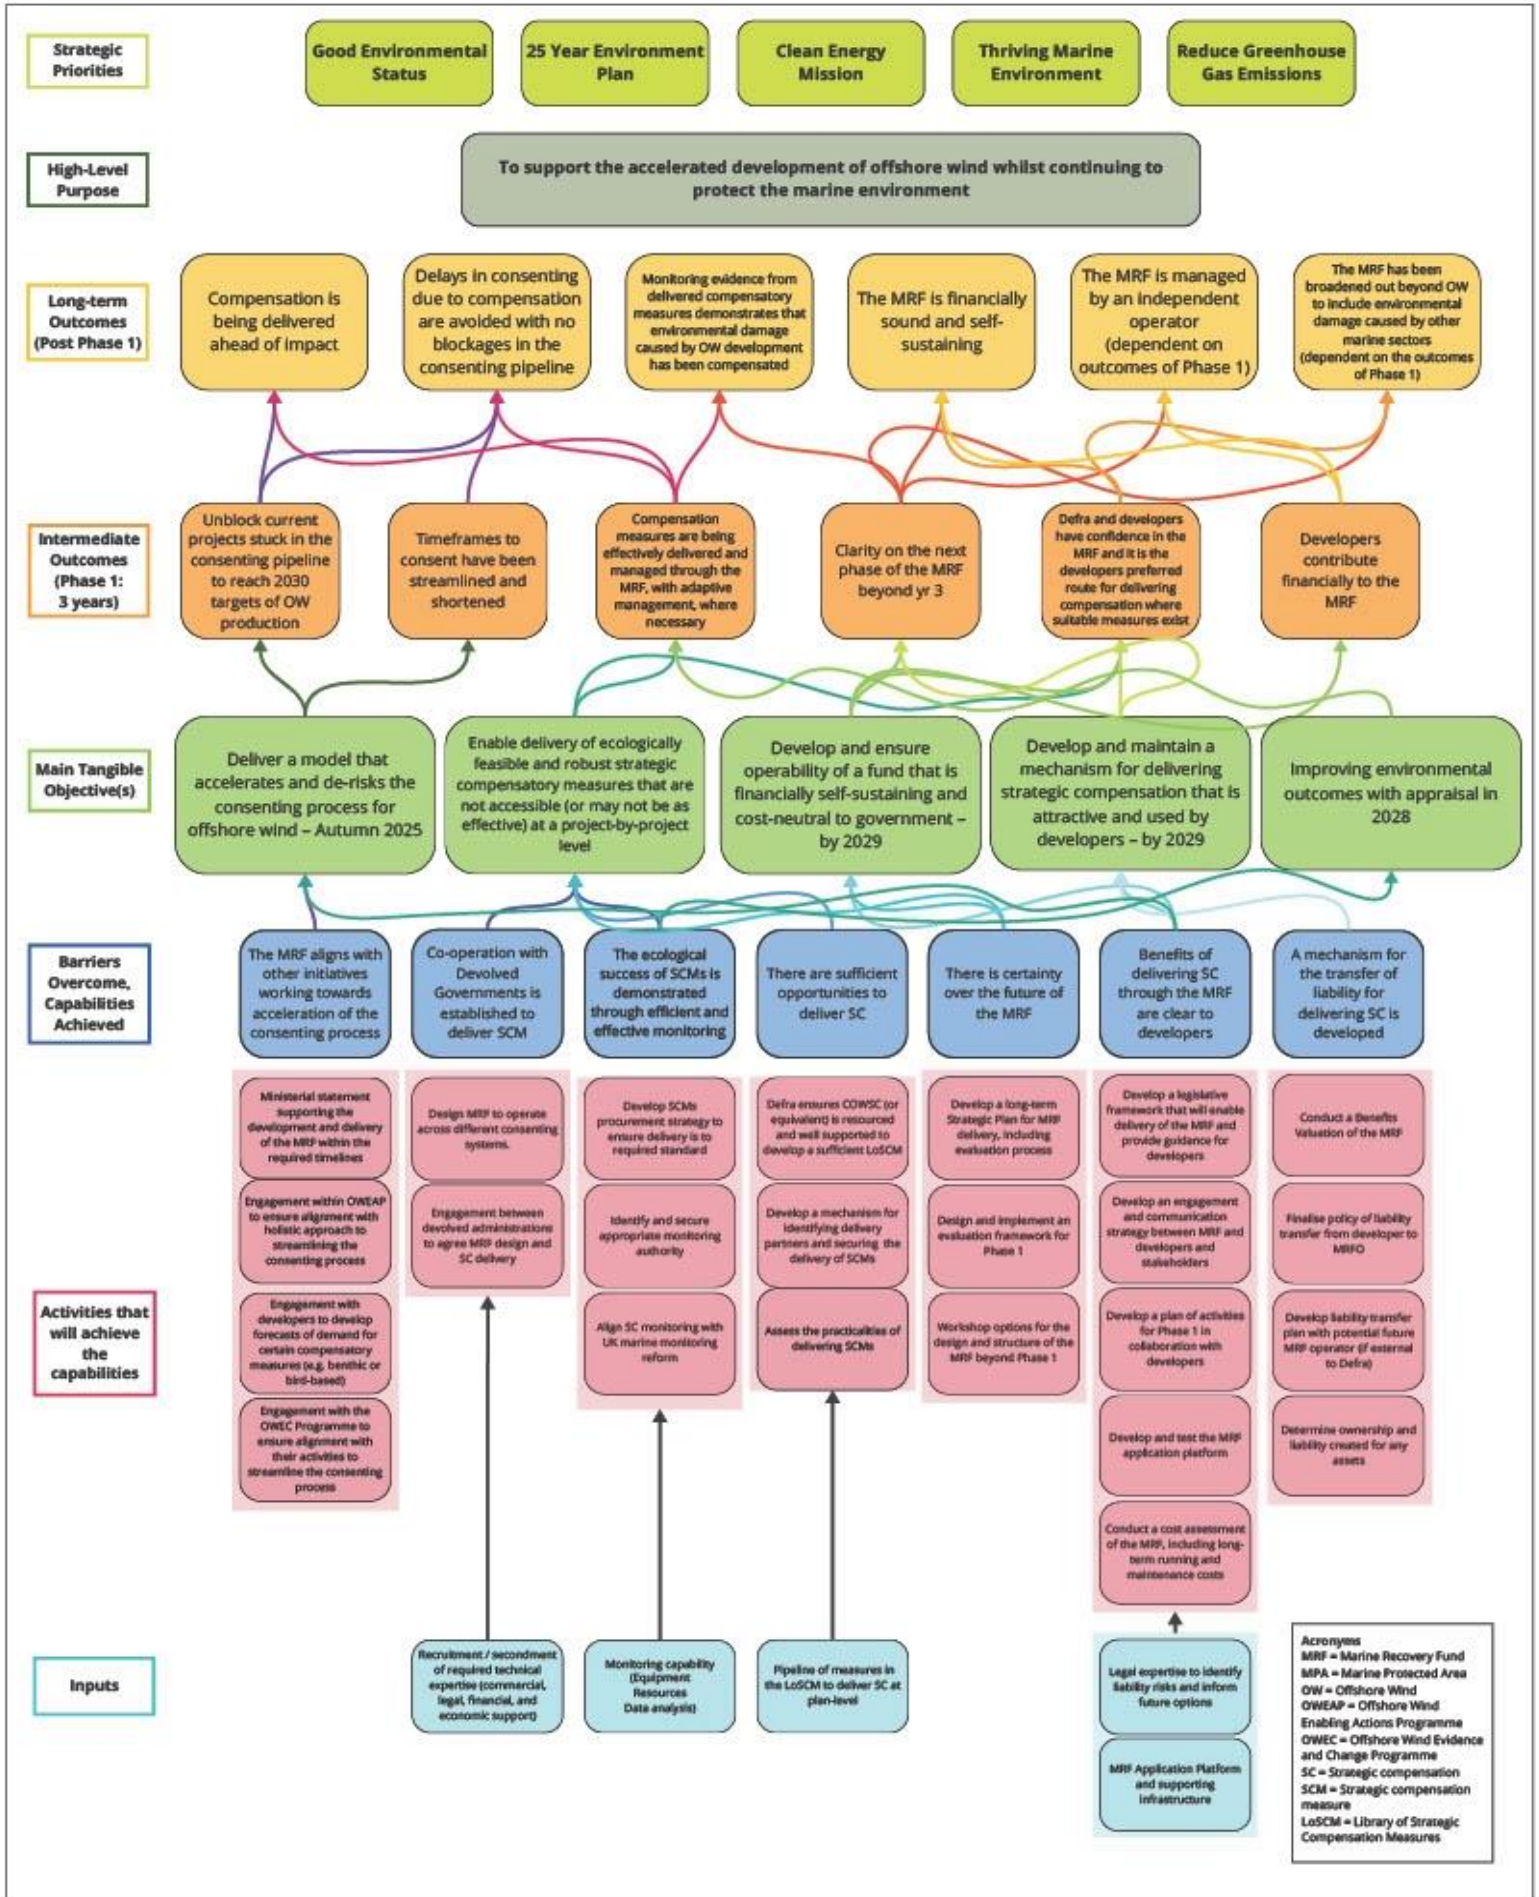 Strategic
Priorities
Good Environmental
Status
25 Year Environment
Plan
Clean Energy
Mission
Thriving Marine
Environment
Reduce Greenhouse
Gas Emissions
High-Level
Purpose
To support the accelerated development of offshore wind whilst continuing to
protect the marine environment
Long-term
Outcomes
(Post Phase 1)
Compensation is
being delivered
ahead of impact
Delays in consenting
due to compensation
are avoided with no
blockages in the
consenting pipeline
Monitoring evidence from
delivered compensatory
measures demonstrates that
environmental damage
caused by OW development
has been compensated
The MRF is financially
sound and self-
sustaining
The MRF is managed
by an independent
operator
(dependent on
outcomes of Phase 1)
The MRF has been
broadened out beyond OW
to include environmental
damage caused by other
marine sectors
(dependent on the outcomes
of Phase 1)
Intermediate
Outcomes
(Phase 1:
3 years)
Unblock current
projects stuck in the
consenting pipeline
to reach 2030
targets of OW
production
Timeframes to
consent have been
streamlined and
shortened
Compensation
measures are being
effectively delivered and
managed through the
MRF, with adaptive
management, where
necessary
Clarity on the next
phase of the MRF
beyond yr 3
Defra and developers
have confidence in the
MRF and it is the
developers preferred
route for delivering
compensation where
suitable measures exist
Developers
contribute
financially to the
MRF
Main Tangible
Objective(s)
Deliver a model that
accelerates and de-risks the
consenting process for
offshore wind – Autumn 2025
Enable delivery of ecologically
feasible and robust strategic
compensatory measures that are
not accessible (or may not be as
effective) at a project-by-project
level
Develop and ensure
operability of a fund that is
financially self-sustaining and
cost-neutral to government –
by 2029
Develop and maintain a
mechanism for delivering
strategic compensation that is
attractive and used by
developers – by 2029
Improving environmental
outcomes with appraisal in
2028
Barriers
Overcome,
Capabilities
Achieved
The MRF aligns with
other initiatives
working towards
acceleration of the
consenting process
Co-operation with
Devolved
Governments is
established to
deliver SCM
The ecological
success of SCMs is
demonstrated
through efficient and
effective monitoring
There are sufficient
opportunities to
deliver SC
There is certainty
over the future of
the MRF
Benefits of
delivering SC
through the MRF
are clear to
developers
A mechanism for
the transfer of
liability for
delivering SC is
developed
Activities that
will achieve
the
capabilities
Ministerial statement
supporting the
development and delivery
of the MRF within the
required timelines
Engagement within OWEAP
to ensure alignment with
holistic approach to
streamlining the
consenting process
Engagement with
developers to develop
forecasts of demand for
certain compensatory
measures (e.g. benthic or
bird-based)
Engagement with the
OWEC Programme to
ensure alignment with
their activities to
streamline the consenting
process
Design MRF to operate
across different consenting
systems.
Engagement between
devolved administrations
to agree MRF design and
SC delivery
Develop SCMs
procurement strategy to
ensure delivery is to
required standard
Identify and secure
appropriate monitoring
authority
Align SC monitoring with
UK marine monitoring
reform
Defra ensures COWSC (or
equivalent) is resourced
and well supported to
develop a sufficient LoSCM
Develop a mechanism for
identifying delivery
partners and securing the
delivery of SCMs
Assess the practicalities of
delivering SCMs
Develop a long-term
Strategic Plan for MRF
delivery, including
evaluation process
Design and implement an
evaluation framework for
Phase 1
Workshop options for the
design and structure of the
MRF beyond Phase 1
Develop a legislative
framework that will enable
delivery of the MRF and
provide guidance for
developers
Develop an engagement
and communication
strategy between MRF and
developers and
stakeholders
Develop a plan of activities
for Phase 1 in
collaboration with
developers
Develop and test the MRF
application platform
Conduct a cost assessment
of the MRF, including long-
term running and
maintenance costs
Conduct a Benefits
Valuation of the MRF
Finalise policy of liability
transfer from developer to
MRFO
Develop liability transfer
plan with potential future
MRF operator (if external
to Defra)
Determine ownership and
liability created for any
assets
Inputs
Recruitment / secondment
of required technical
expertise (commercial,
legal, financial, and
economic support)
Monitoring capability
(Equipment
Resources
Data analysis)
Pipeline of measures in
the LoSCM to deliver SC at
plan-level
Legal expertise to identify
liability risks and inform
future options
MRF Application Platform
and supporting
infrastructure
Acronyms
MRF = Marine Recovery Fund
MPA = Marine Protected Area
OW = Offshore Wind
OWEAP = Offshore Wind
Enabling Actions Programme
OWEC = Offshore Wind Evidence
and Change Programme
SC = Strategic compensation
SCM = Strategic compensation
measure
LoSCM = Library of Strategic
Compensation Measures